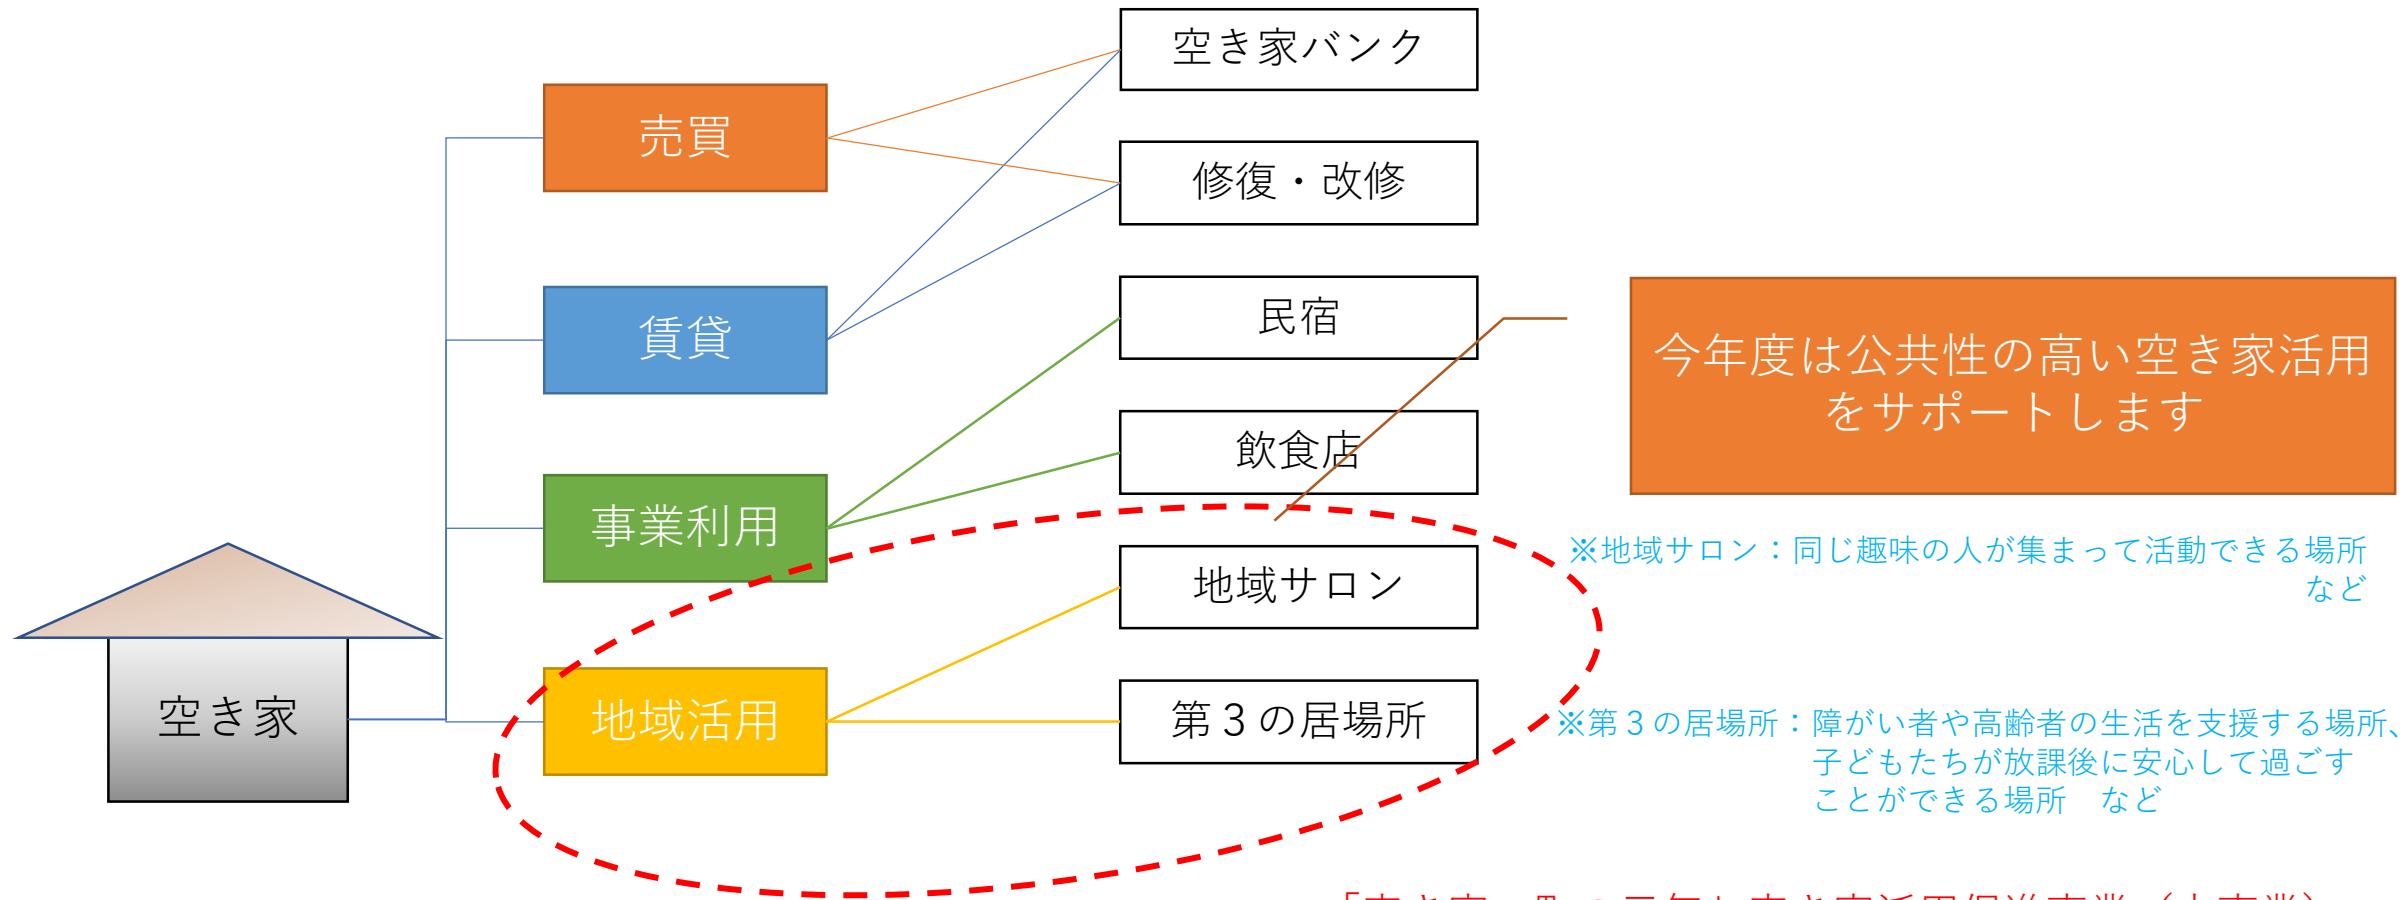 空き家バンク
売買
修復・改修
賃貸
民宿
今年度は公共性の高い空き家活用
をサポートします
飲食店
事業利用
※地域サロン：同じ趣味の人が集まって活動できる場所
など
地域サロン
空き家
地域活用
第３の居場所
※第３の居場所：障がい者や高齢者の生活を支援する場所、
子どもたちが放課後に安心して過ごす
ことができる場所　など